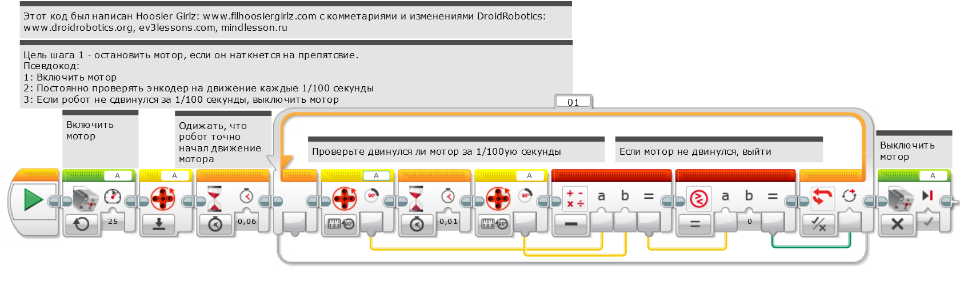 Этот код был написан Hoosier Girlz: www.fllhoosiergirlz.com с комметариями и изменениями DroidRobotics:
www.droidrobotics.org, ev3lessons.com, mindlesson.ru
Цель шага 1 - остановить мотор, если он наткнется на препятсвие.
Псевдокод:
1: Включить мотор
2: Постоянно проверять энкодер на движение каждые 1/100 секунды
3: Если робот не сдвинулся за 1/100 секунды, выключить мотор
01
Включить
мотор
Одижать, что
робот точно
начал движение
мотора
Проверьте двинулся ли мотор за 1/100ую секунды
Если мотор не двинулся, выйти
Выключить
мотор
A
A
A
A
A
a b =
a b =
25
0,06
0,01
0